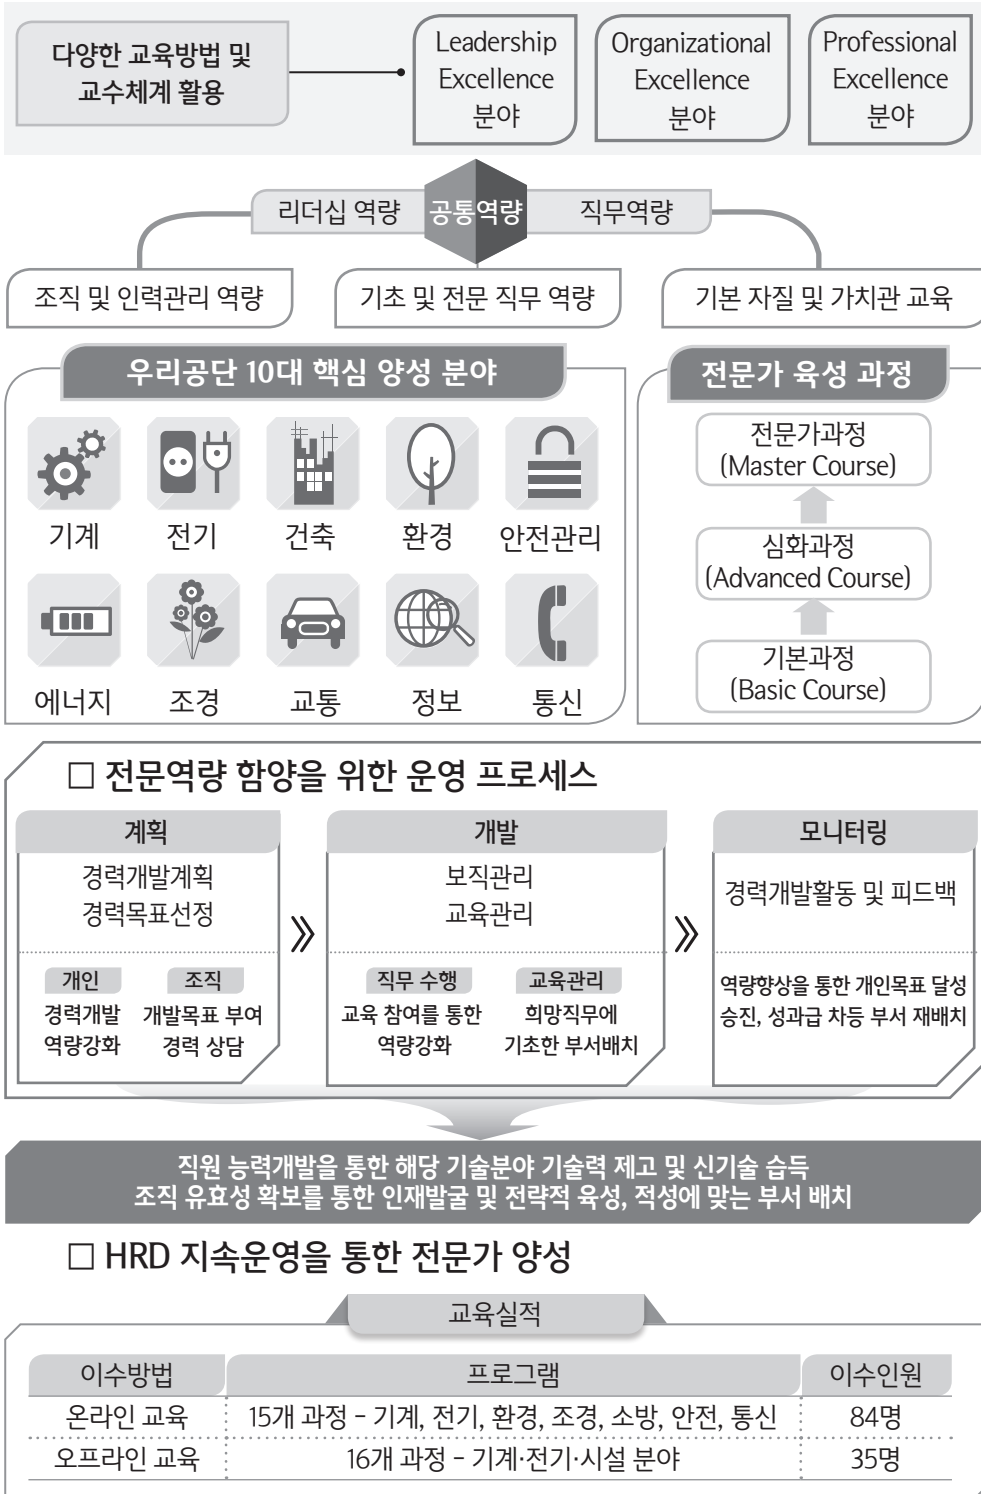 다양한 교육방법 및
교수체계 활용
Leadership
Excellence
분야
Organizational
Excellence
분야
Professional
Excellence
분야
리더십 역량
공통역량
직무역량
조직 및 인력관리 역량
기초 및 전문 직무 역량
기본 자질 및 가치관 교육
우리공단 10대 핵심 양성 분야
기계
전기
건축
환경
안전관리
에너지
조경
교통
정보
통신
전문가 육성 과정
전문가과정
(Master Course)
심화과정
(Advanced Course)
기본과정
(Basic Course)
□ 전문역량 함양을 위한 운영 프로세스
계획
경력개발계획
경력목표선정
개인
경력개발
역량강화
조직
개발목표 부여
경력 상담
개발
보직관리
교육관리
직무 수행
교육 참여를 통한
역량강화
교육관리
희망직무에
기초한 부서배치
모니터링
경력개발활동 및 피드백
역량향상을 통한 개인목표 달성
승진, 성과급 차등 부서 재배치
직원 능력개발을 통한 해당 기술분야 기술력 제고 및 신기술 습득
조직 유효성 확보를 통한 인재발굴 및 전략적 육성, 적성에 맞는 부서 배치
□ HRD 지속운영을 통한 전문가 양성
교육실적
이수방법 프로그램 이수인원
온라인 교육 15개 과정 - 기계, 전기, 환경, 조경, 소방, 안전, 통신 84명
오프라인 교육 16개 과정 - 기계·전기·시설 분야 35명